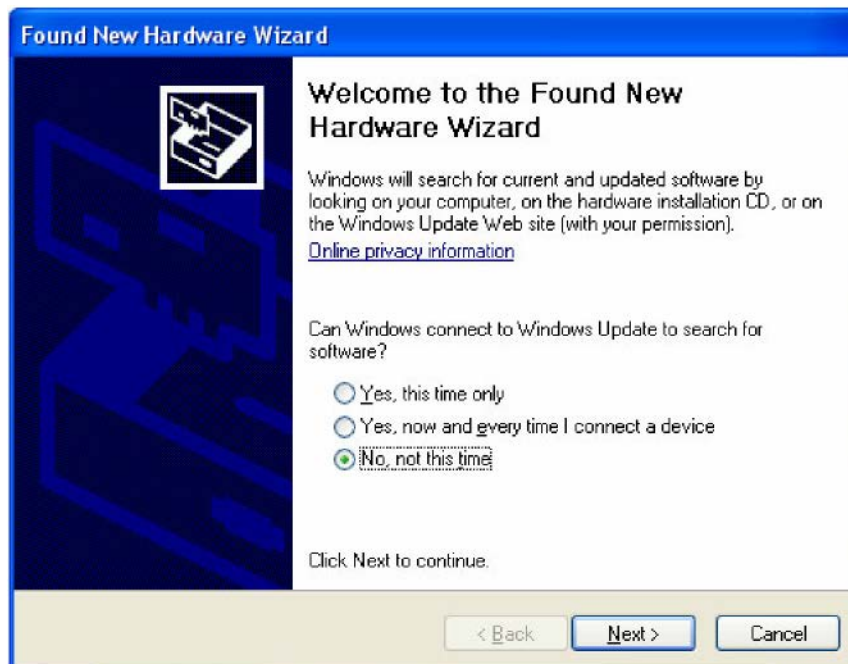 Found New Hardware Wizard
Welcome to the Found New
Hardware Wizard
Windows will search for current and updated software by
looking on your computer, on the hardware installation CD, or on
the Windows Update Web site (with your permission).
Online privacy information
Can Windows connect to Windows Update to search for
software?
Yes, this time only
Yes, now and every time I connect a device
No, not this time
Click Next to continue.
< Back Next > Cancel